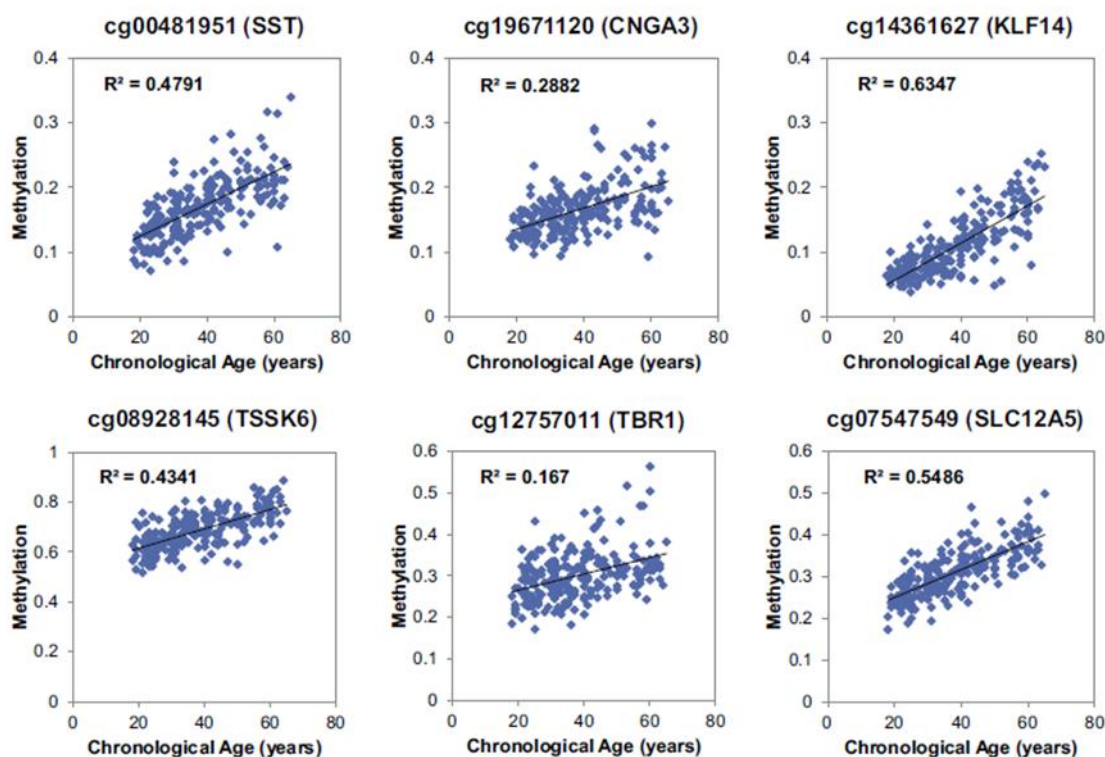 cg00481951 (SST)
0.4
R² = 0.4791
0.3
0.2
0.1
0
0 20 40 60 80
Methylation
Chronological Age (years)
cg19671120 (CNGA3)
0.4
R² = 0.2882
0.3
0.2
0.1
0
0 20 40 60 80
Methylation
Chronological Age (years)
cg14361627 (KLF14)
0.4
R² = 0.6347
0.3
0.2
0.1
0
0 20 40 60 80
Methylation
Chronological Age (years)
cg08928145 (TSSK6)
1
R² = 0.4341
0.8
0.6
0.4
0.2
0
0 20 40 60 80
Methylation
Chronological Age (years)
cg12757011 (TBR1)
0.6
R² = 0.167
0.5
0.4
0.3
0.2
0.1
0
0 20 40 60 80
Methylation
Chronological Age (years)
cg07547549 (SLC12A5)
0.6
R² = 0.5486
0.5
0.4
0.3
0.2
0.1
0
0 20 40 60 80
Methylation
Chronological Age (years)